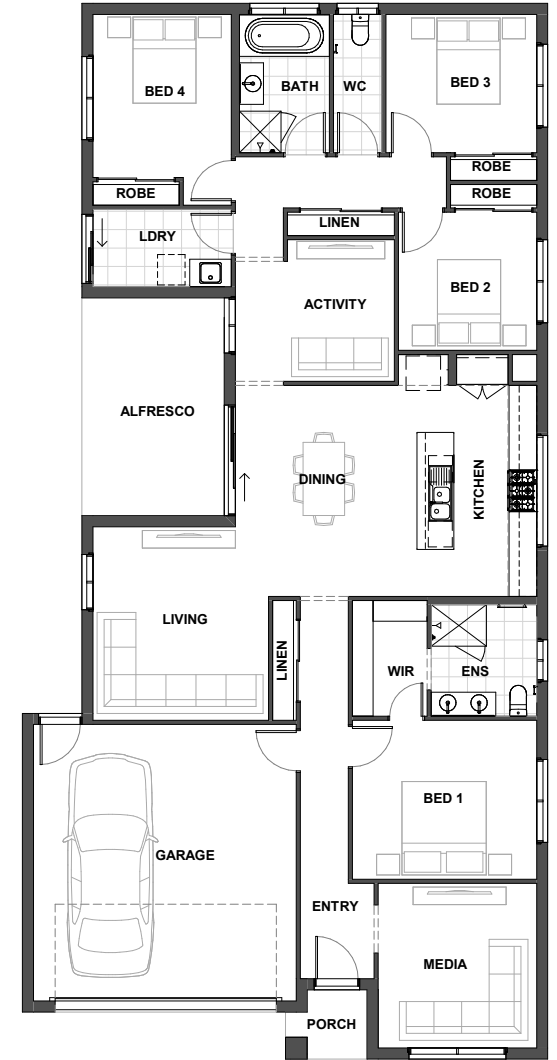 BED 4
BATH
WC
BED 3
ROBE
ROBE
ROBE
LINEN
LDRY
BED 2
ACTIVITY
ALFRESCO
DINING
KITCHEN
LIVING
LINEN
WIR
ENS
BED 1
GARAGE
ENTRY
MEDIA
PORCH